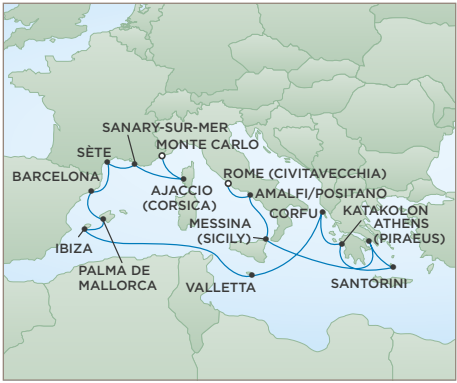 SANARY-SUR-MER
MONTE CARLO
SÈTE
ROME (CIVITAVECCHIA)
BARCELONA
AJACCIO
(CORSICA)
AMALFI/POSITANO
CORFU
KATAKOLON
ATHENS
(PIRAEUS)
MESSINA
(SICILY)
IBIZA
PALMA DE
MALLORCA
VALLETTA
SANTORINI